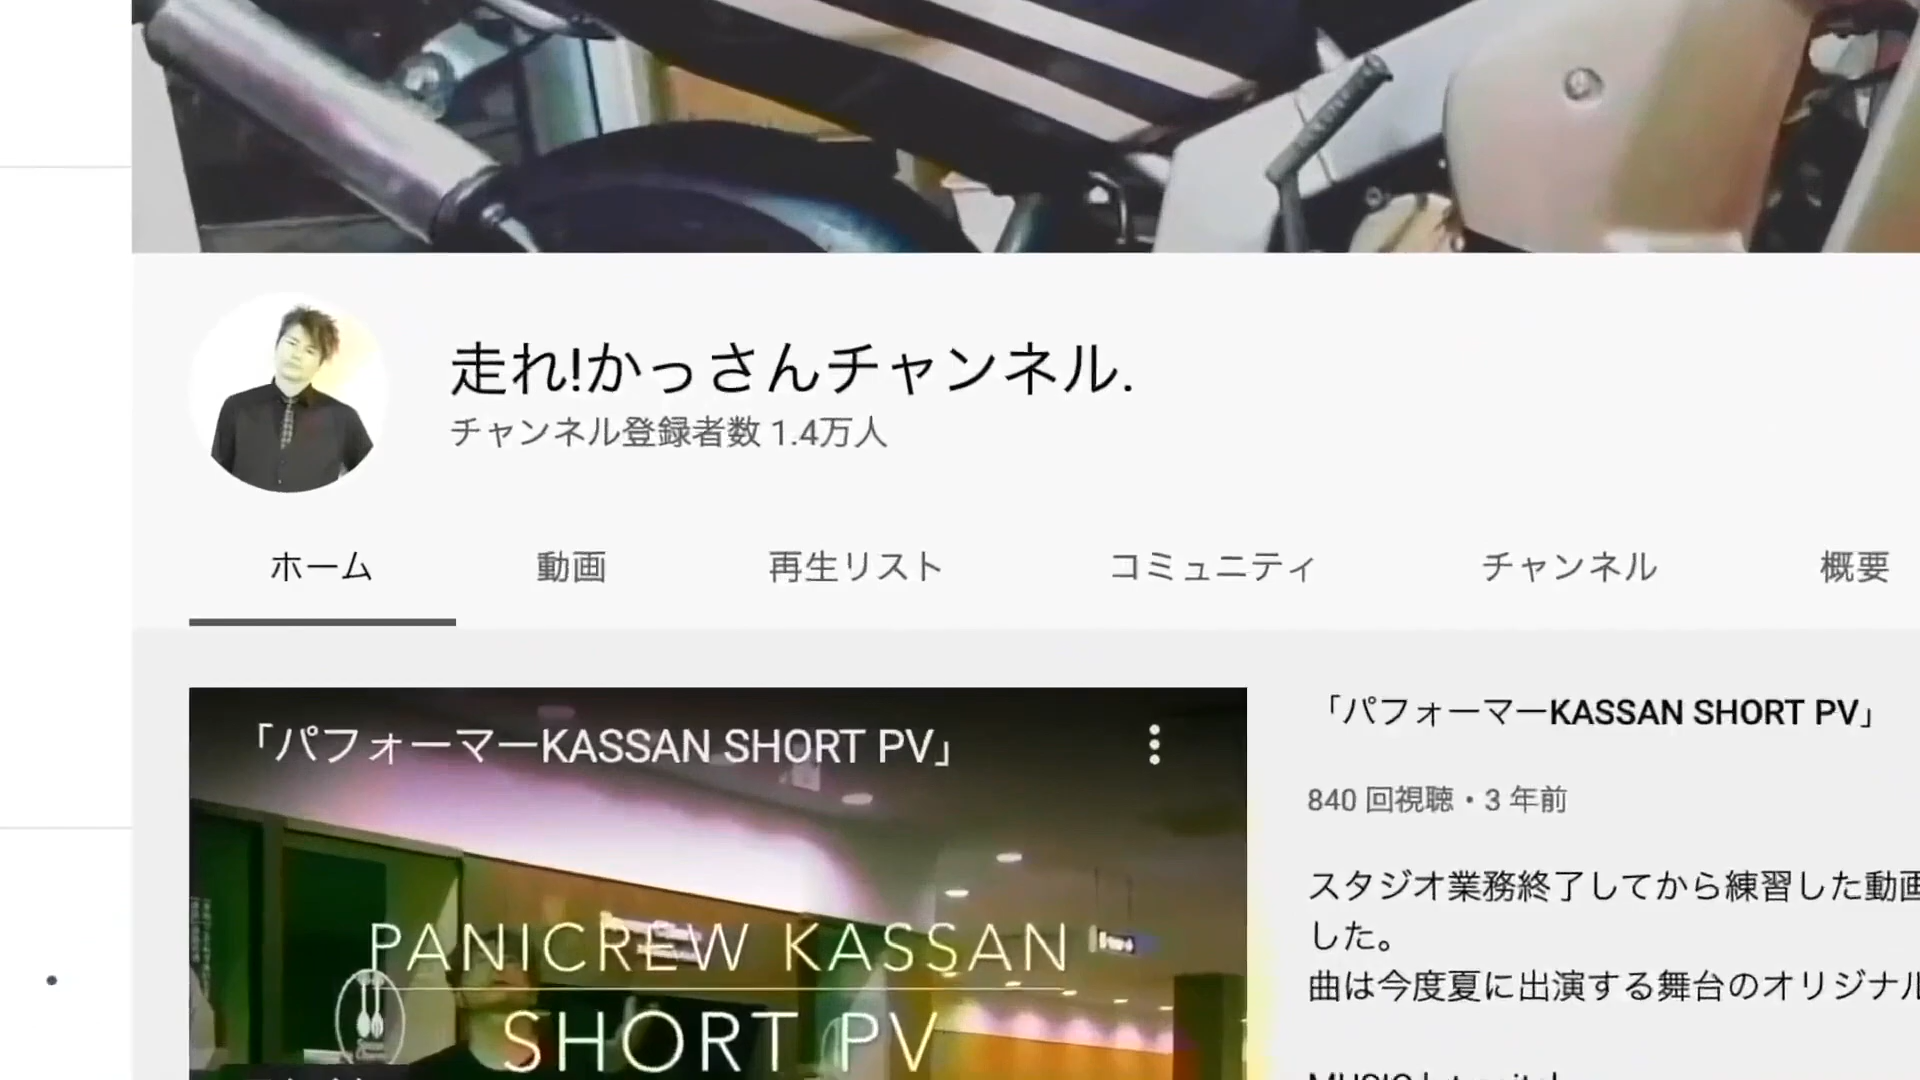 走れ!かっさんチャンネル.
チャンネル登録者数 1.4万人
ホーム 動画 再生リスト コミュニティ チャンネル 概要
「パフォーマーKASSAN SHORT PV」
PANICREW KASSAN
SHORT PV
「パフォーマーKASSAN SHORT PV」
840 回視聴・3 年前
スタジオ業務終了してから練習した動画
した。
曲は今度夏に出演する舞台のオリジナル